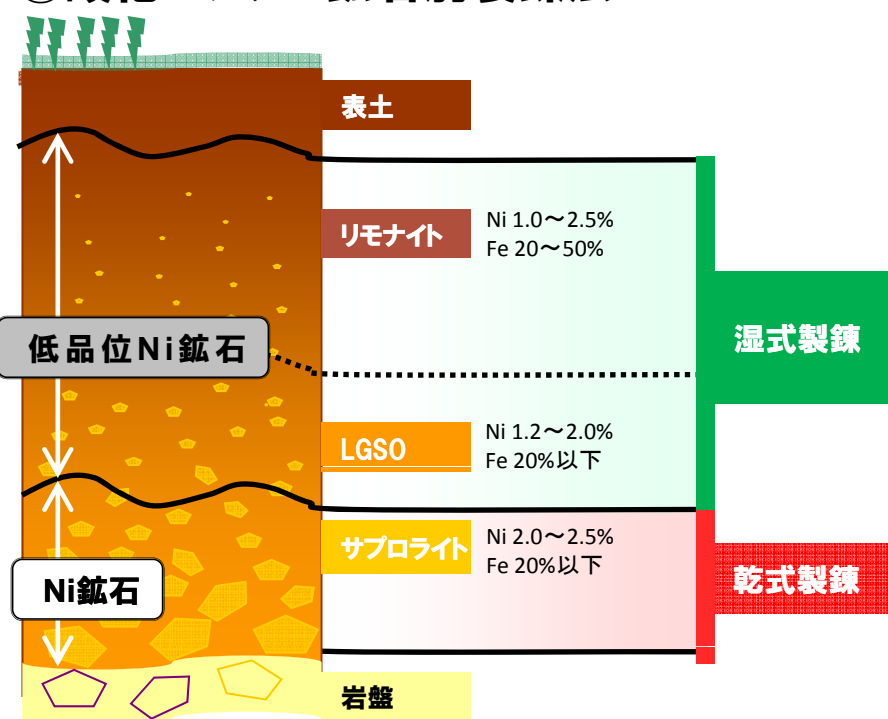 表土
リモナイト
Ni 1.0～2.5%
Fe 20～50%
低品位Ni鉱石
湿式製錬
LGSO
Ni 1.2～2.0%
Fe 20%以下
サプロライト
Ni 2.0～2.5%
Fe 20%以下
Ni鉱石
乾式製錬
岩盤